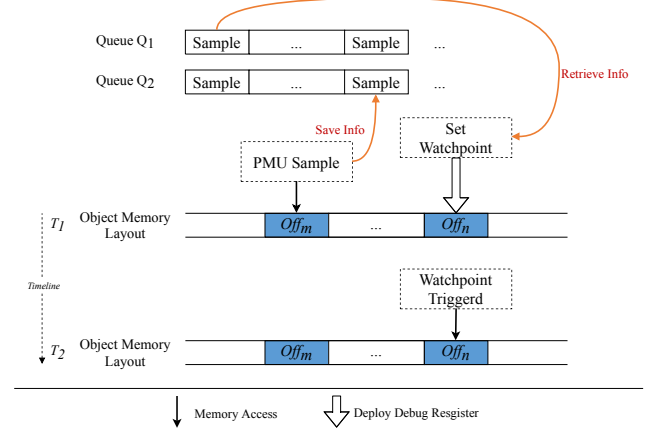 Queue Q1 Sample ... Sample ...
Retrieve Info
Queue Q2 Sample ... Sample ...
Save Info
Set
Watchpoint
PMU Sample
T1 Object Memory
Layout
Offm ... Offn
Timeline
Watchpoint
Triggerd
T2 Object Memory
Layout
Offm ... Offn
Memory Access
Deploy Debug Resgister